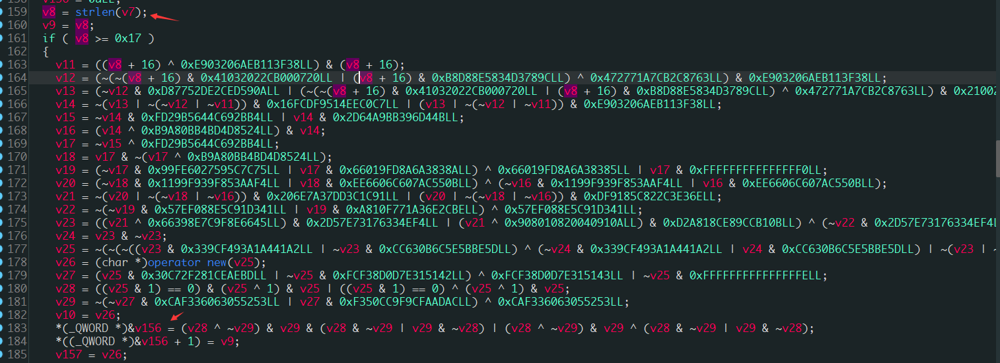 159 v8 = strlen(v7);
160 v9 = v8;
161 if ( v8 >= 0x17 )
162 {
163 v11 = ((v8 + 16) ^ 0xE903206AEB113F38LL) & (v8 + 16);
164 v12 = (~(~(v8 + 16) & 0x41032022CB000720LL | (v8 + 16) & 0xB8D88E5834D3789CLL) ^ 0x472771A7CB2C8763LL) & 0xE903206AEB113F38LL;
165 v13 = (~v12 & 0xD87752DE2CED590ALL | (~(~(v8 + 16) & 0x41032022CB000720LL | (v8 + 16) & 0xB8D88E5834D3789CLL) ^ 0x472771A7CB2C8763LL) & 0x21002
166 v14 = ~(v13 | ~(~v12 | ~v11)) & 0x16FCDF9514EEC0C7LL | (v13 | ~(~v12 | ~v11)) & 0xE903206AEB113F38LL;
167 v15 = ~v14 & 0xFD29B5644C692BB4LL | v14 & 0x2D64A9BB396D44BLL;
168 v16 = (v14 ^ 0xB9A80BB4BD4D8524LL) & v14;
169 v17 = ~v15 ^ 0xFD29B5644C692BB4LL;
170 v18 = v17 & ~(v17 ^ 0xB9A80BB4BD4D8524LL);
171 v19 = (~v17 & 0x99FE6027595C7C75LL | v17 & 0x66019FD8A6A3838ALL) ^ 0x66019FD8A6A38385LL | v17 & 0xFFFFFFFFFFFFFFF0LL;
172 v20 = (~v18 & 0x1199F939F853AAF4LL | v18 & 0xEE6606C607AC550BLL) ^ (~v16 & 0x1199F939F853AAF4LL | v16 & 0xEE6606C607AC550BLL);
173 v21 = ~(v20 | ~(~v18 | ~v16)) & 0x206E7A37DD3C1C91LL | (v20 | ~(~v18 | ~v16)) & 0xDF9185C822C3E36ELL;
174 v22 = ~(~v19 & 0x57EF088E5C91D341LL | v19 & 0xA810F771A36E2CBELL) ^ 0x57EF088E5C91D341LL;
175 v23 = ((v21 ^ 0x66398E7C9F8E6645LL) & 0x2D57E73176334EF4LL | (v21 ^ 0x908010820040910ALL) & 0xD2A818CE89CCB10BLL) ^ (~v22 & 0x2D57E73176334EF4L
176 v24 = v23 & ~v23;
177 v25 = ~(~(~((v23 & 0x339CF493A1A441A2LL | ~v23 & 0xCC630B6C5E5BBE5DLL) ^ (~v24 & 0x339CF493A1A441A2LL | v24 & 0xCC630B6C5E5BBE5DLL) | ~(v23 | ~
178 v26 = (char *)operator new(v25);
179 v27 = (v25 & 0x30C72F281CEAEBDLL | ~v25 & 0xFCF38D0D7E315142LL) ^ 0xFCF38D0D7E315143LL | ~v25 & 0xFFFFFFFFFFFFFFFELL;
180 v28 = ((v25 & 1) == 0) & (v25 ^ 1) & v25 | ((v25 & 1) == 0) ^ (v25 ^ 1) & v25;
181 v29 = ~(~v27 & 0xCAF336063055253LL | v27 & 0xF350CC9F9CFAADACLL) ^ 0xCAF336063055253LL;
182 v10 = v26;
183 *(_QWORD *)&v156 = (v28 ^ ~v29) & v29 & (v28 & ~v29 | v29 & ~v28) | (v28 ^ ~v29) & v29 ^ (v28 & ~v29 | v29 & ~v28);
184 *((_QWORD *)&v156 + 1) = v9;
185 v157 = v26;